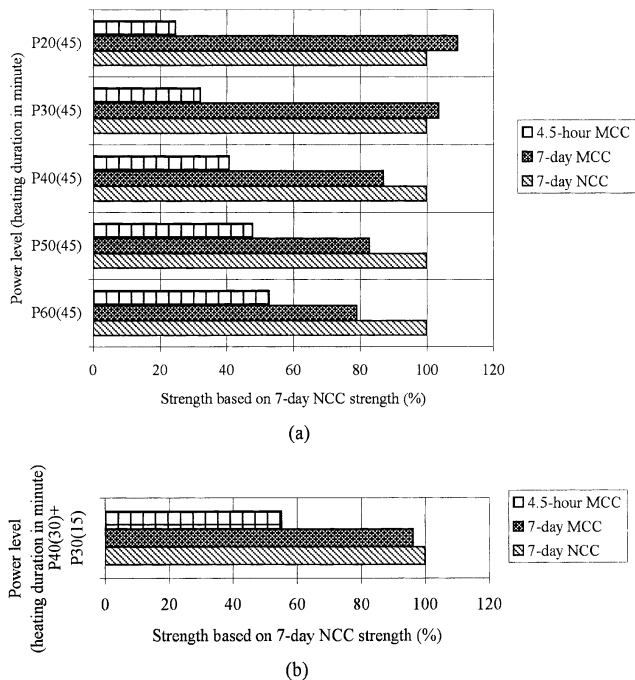 P20(45)
P30(45)
P40(45)
P50(45)
P60(45)
Power level (heating duration in minute)
0 20 40 60 80 100 120
Strength based on 7-day NCC strength (%)
4.5-hour MCC
7-day MCC
7-day NCC
(a)
Power level
(heating duration in minute)
P40(30)+
P30(15)
0 20 40 60 80 100 120
Strength based on 7-day NCC strength (%)
4.5-hour MCC
7-day MCC
7-day NCC
(b)